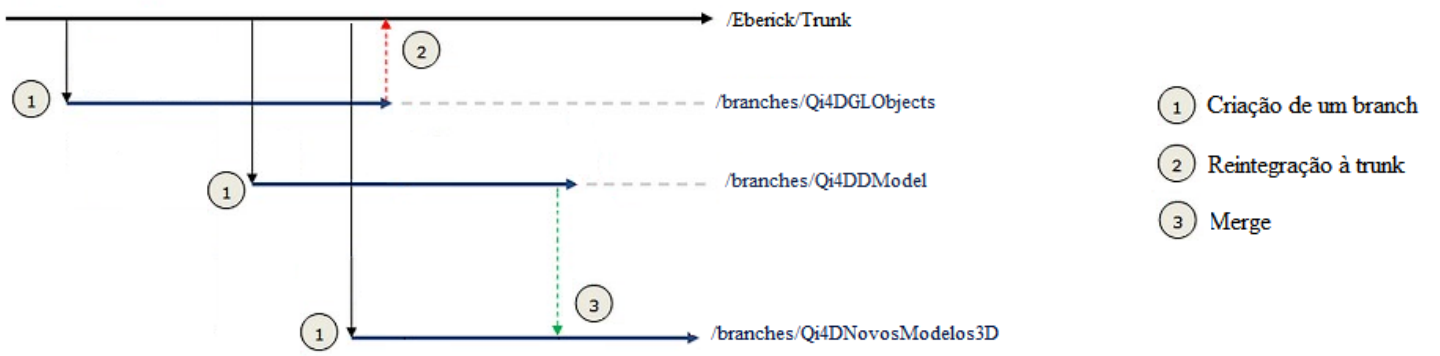 /Eberick/Trunk
2
1
/branches/Qi4DGLObjects
1
/branches/Qi4DDModel
3
1
/branches/Qi4DNovosModelos3D
1 Criação de um branch
2 Reintegração à trunk
3 Merge